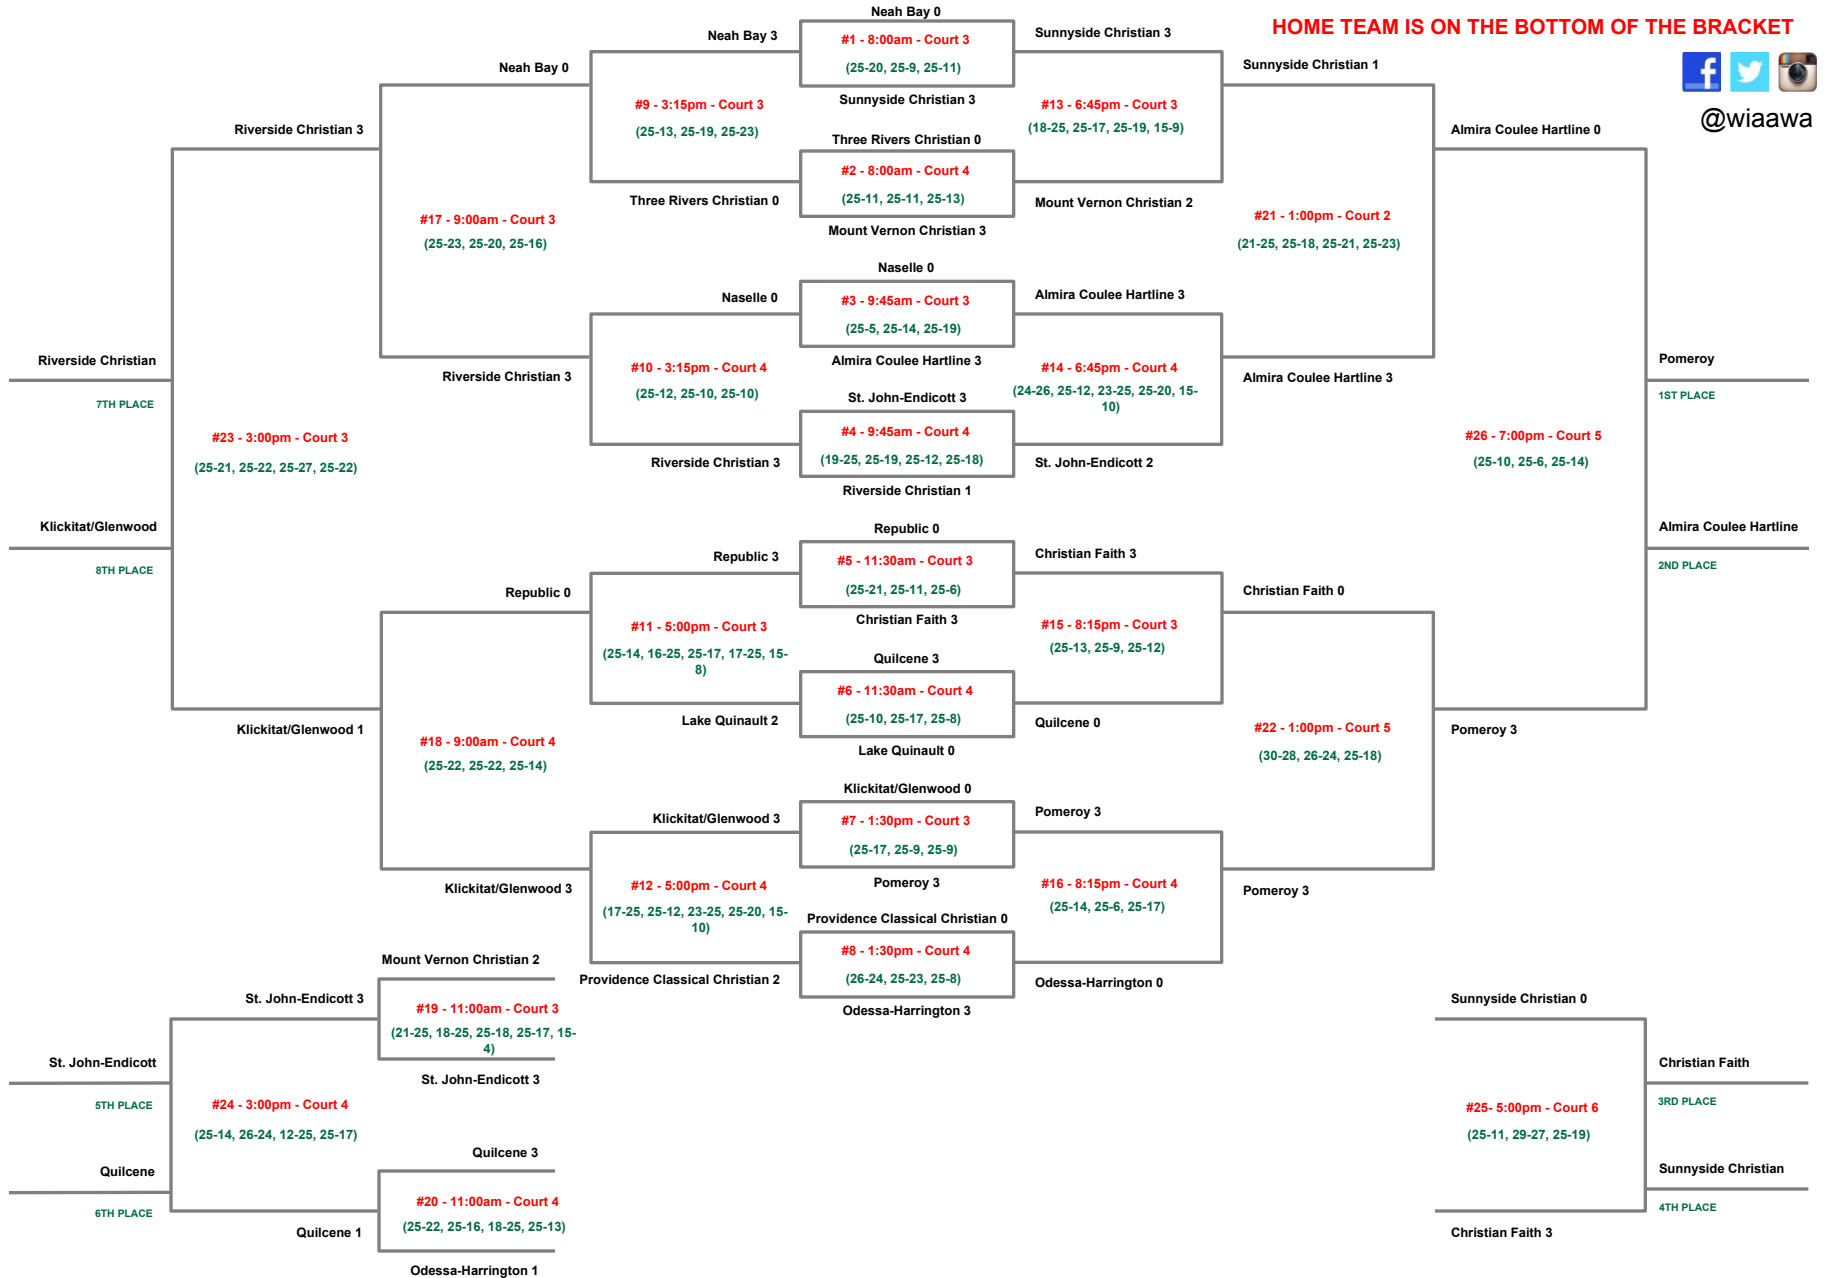 HOME TEAM IS ON THE BOTTOM OF THE BRACKET
@wiaawa
Neah Bay 0
#1 - 8:00am - Court 3
(25-20, 25-9, 25-11)
Sunnyside Christian 3
Three Rivers Christian 0
#2 - 8:00am - Court 4
(25-11, 25-11, 25-13)
Mount Vernon Christian 3
Naselle 0
#3 - 9:45am - Court 3
(25-5, 25-14, 25-19)
Almira Coulee Hartline 3
St. John-Endicott 3
#4 - 9:45am - Court 4
(19-25, 25-19, 25-12, 25-18)
Riverside Christian 1
Republic 0
#5 - 11:30am - Court 3
(25-21, 25-11, 25-6)
Christian Faith 3
Quilcene 3
#6 - 11:30am - Court 4
(25-10, 25-17, 25-8)
Lake Quinault 0
Klickitat/Glenwood 0
#7 - 1:30pm - Court 3
(25-17, 25-9, 25-9)
Pomeroy 3
Providence Classical Christian 0
#8 - 1:30pm - Court 4
(26-24, 25-23, 25-8)
Odessa-Harrington 3
Neah Bay 3
#9 - 3:15pm - Court 3
(25-13, 25-19, 25-23)
Three Rivers Christian 0
Naselle 0
#10 - 3:15pm - Court 4
(25-12, 25-10, 25-10)
Riverside Christian 3
Republic 3
#11 - 5:00pm - Court 3
(25-14, 16-25, 25-17, 17-25, 15-
8)
Lake Quinault 2
Klickitat/Glenwood 3
#12 - 5:00pm - Court 4
(17-25, 25-12, 23-25, 25-20, 15-
10)
Providence Classical Christian 2
Sunnyside Christian 3
#13 - 6:45pm - Court 3
(18-25, 25-17, 25-19, 15-9)
Mount Vernon Christian 2
Almira Coulee Hartline 3
#14 - 6:45pm - Court 4
(24-26, 25-12, 23-25, 25-20, 15-
10)
St. John-Endicott 2
Christian Faith 3
#15 - 8:15pm - Court 3
(25-13, 25-9, 25-12)
Quilcene 0
Pomeroy 3
#16 - 8:15pm - Court 4
(25-14, 25-6, 25-17)
Odessa-Harrington 0
Neah Bay 0
#17 - 9:00am - Court 3
(25-23, 25-20, 25-16)
Riverside Christian 3
Republic 0
#18 - 9:00am - Court 4
(25-22, 25-22, 25-14)
Klickitat/Glenwood 3
Mount Vernon Christian 2
#19 - 11:00am - Court 3
(21-25, 18-25, 25-18, 25-17, 15-
4)
St. John-Endicott 3
Quilcene 3
#20 - 11:00am - Court 4
(25-22, 25-16, 18-25, 25-13)
Odessa-Harrington 1
Sunnyside Christian 1
#21 - 1:00pm - Court 2
(21-25, 25-18, 25-21, 25-23)
Almira Coulee Hartline 3
Christian Faith 0
#22 - 1:00pm - Court 5
(30-28, 26-24, 25-18)
Pomeroy 3
Riverside Christian 3
#23 - 3:00pm - Court 3
(25-21, 25-22, 25-27, 25-22)
Klickitat/Glenwood 1
Riverside Christian
7TH PLACE
Klickitat/Glenwood
8TH PLACE
St. John-Endicott 3
#24 - 3:00pm - Court 4
(25-14, 26-24, 12-25, 25-17)
Quilcene 1
St. John-Endicott
5TH PLACE
Quilcene
6TH PLACE
Sunnyside Christian 0
#25- 5:00pm - Court 6
(25-11, 29-27, 25-19)
Christian Faith 3
Christian Faith
3RD PLACE
Sunnyside Christian
4TH PLACE
Almira Coulee Hartline 0
#26 - 7:00pm - Court 5
(25-10, 25-6, 25-14)
Pomeroy 3
Pomeroy
1ST PLACE
Almira Coulee Hartline
2ND PLACE